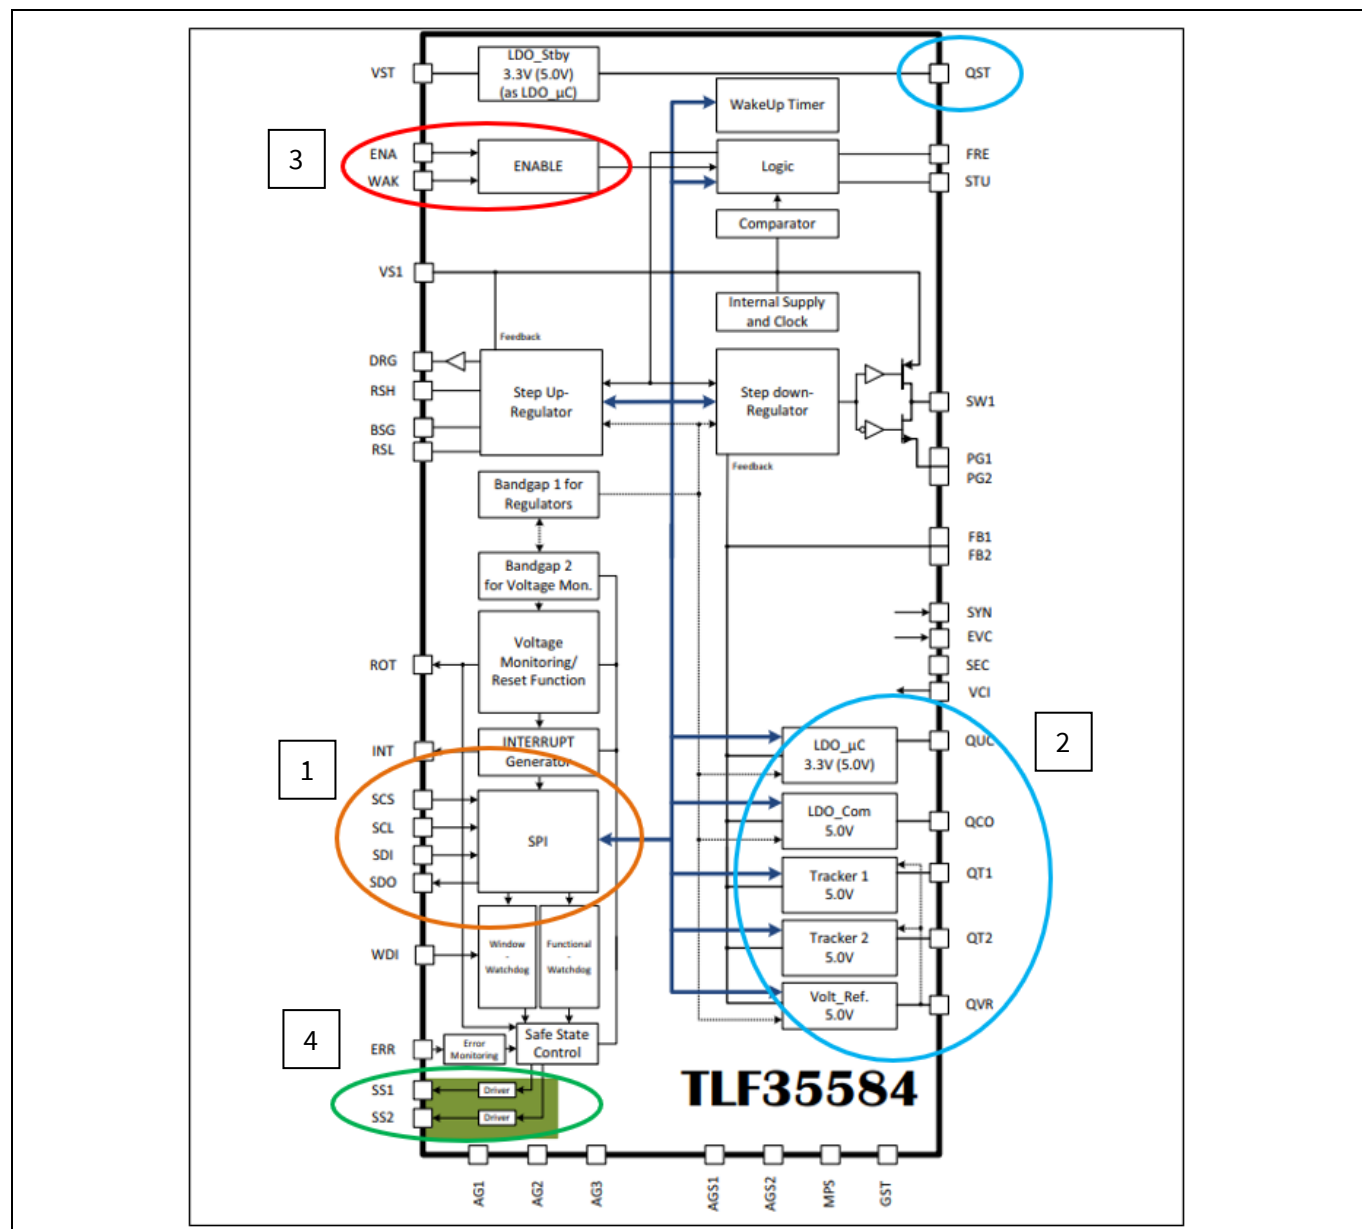 LDO_Stby
3.3V (5.0V)
(as LDO_µC)
VST
QST
WakeUp Timer
3
ENA
WAK
ENABLE
Logic
FRE
STU
Comparator
VS1
Internal Supply
and Clock
Feedback
DRG
RSH
BSG
RSL
Step Up-
Regulator
Step down-
Regulator
SW1
PG1
PG2
Feedback
Bandgap 1 for
Regulators
FB1
FB2
Bandgap 2
for Voltage Mon.
SYN
EVC
SEC
VCI
Voltage
Monitoring/
Reset Function
ROT
INTERRUPT
Generator
INT
1
2
LDO_µC
3.3V (5.0V)
QUC
SCS
SCL
SDI
SDO
SPI
LDO_Com
5.0V
QCO
Tracker 1
5.0V
QT1
Tracker 2
5.0V
QT2
WDI
Window
-
Watchdog
Functional
-
Watchdog
Volt_Ref.
5.0V
QVR
4
ERR
Error
Monitoring
Safe State
Control
SS1
Driver
SS2
Driver
TLF35584
AG1
AG2
AG3
AGS1
AGS2
MPS
GST